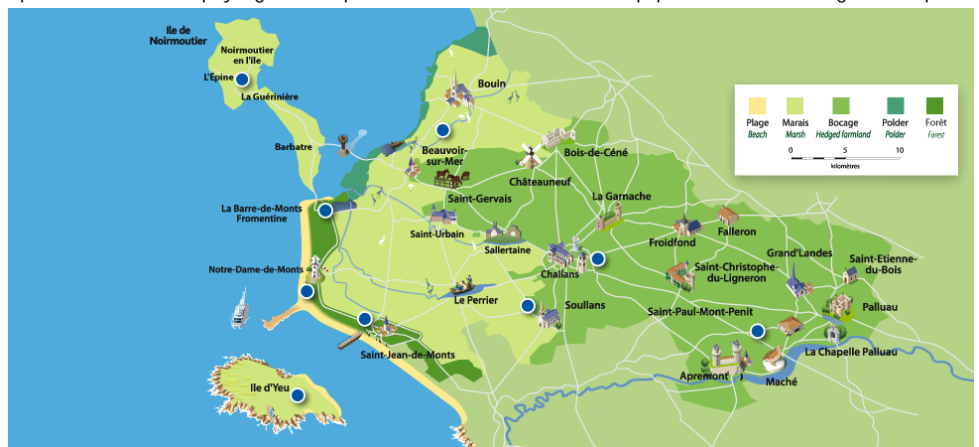 Ile de
Noirmoutier
Noirmoutier
en l'île
L'Épine
La Guérinière
Barbatre
Bouin
Beauvoir-
sur-Mer
Bois-de-Céné
Châteauneuf
Saint-Gervais
La Garnache
La Barre-de-Monts
Fromentine
Saint-Urbain
Sallertaine
Froidfond
Falleron
Challans
Grand'Landes
Saint-Etienne-
du-Bois
Notre-Dame-de-Monts
Saint-Christophe-
du-Ligneron
Le Perrier
Soullans
Saint-Paul-Mont-Penit
Palluau
Saint-Jean-de-Monts
La Chapelle Palluau
Apremont
Maché
Ile d'Yeu
Plage
Beach
Marais
Marsh
Bocage
Hedged farmland
Polder
Polder
Forêt
Forest
0 5 10
kilomètres